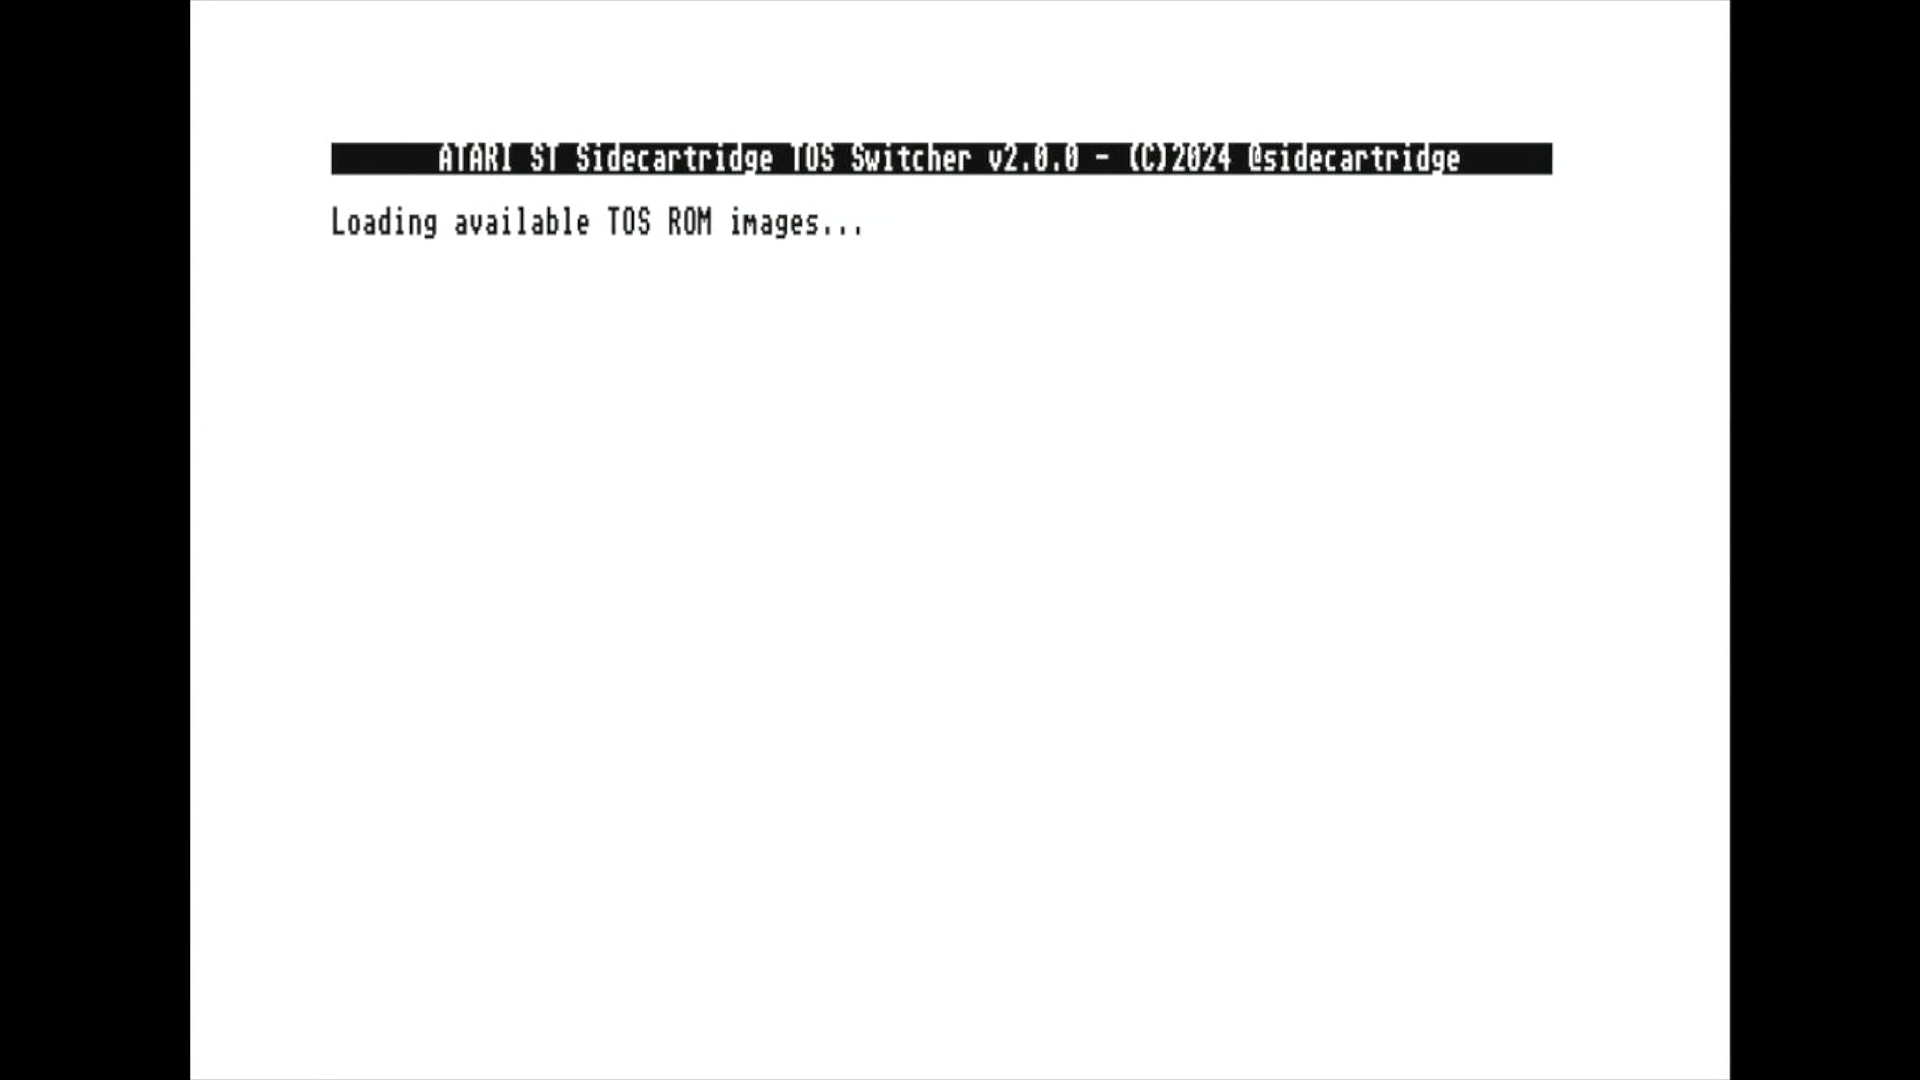 ATARI ST Sidecartridge TOS Switcher v2.0.0 - (C)2024 @sidecartridge
Loading available TOS ROM images...